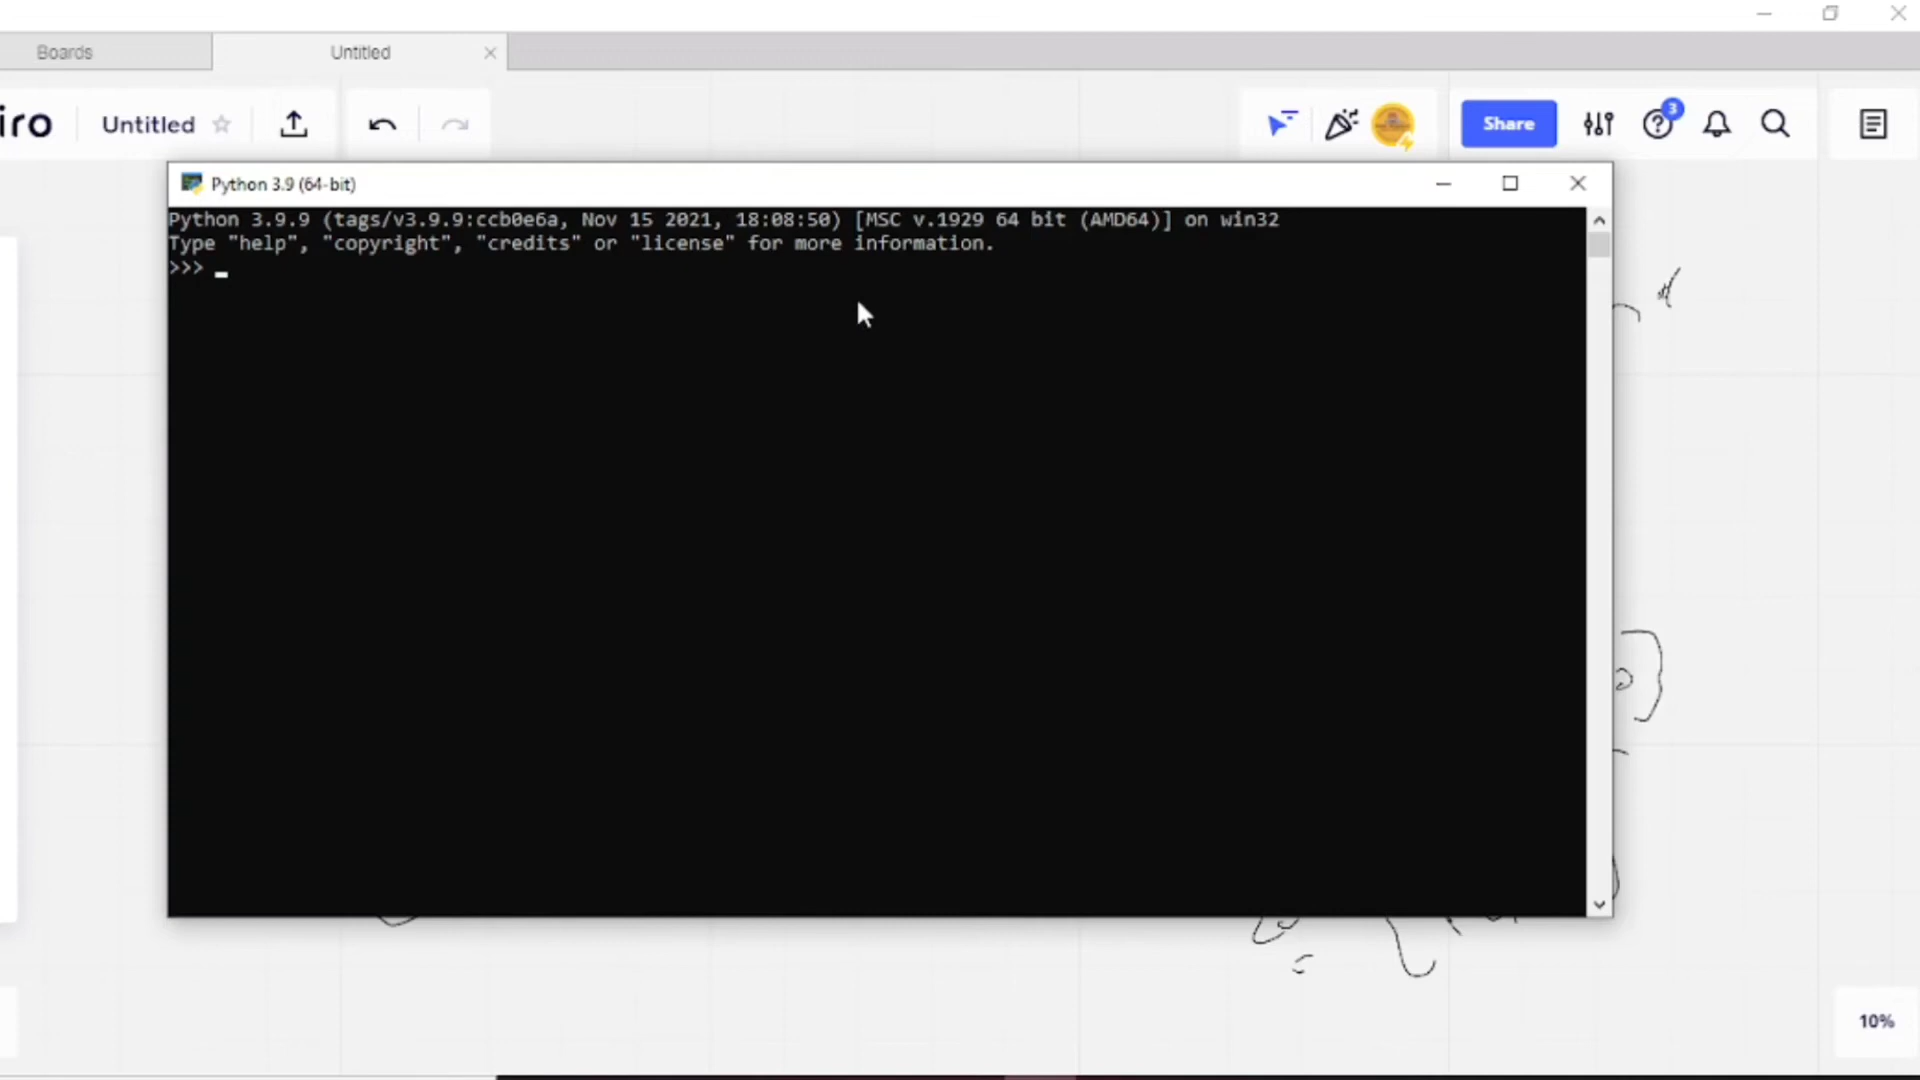 Boards
Untitled
iro
Untitled
Share
3
Python 3.9 (64-bit)
Python 3.9.9 (tags/v3.9.9:ccb0e6a, Nov 15 2021, 18:08:50) [MSC v.1929 64 bit (AMD64)] on win32
Type "help", "copyright", "credits" or "license" for more information.
>>> _
10%